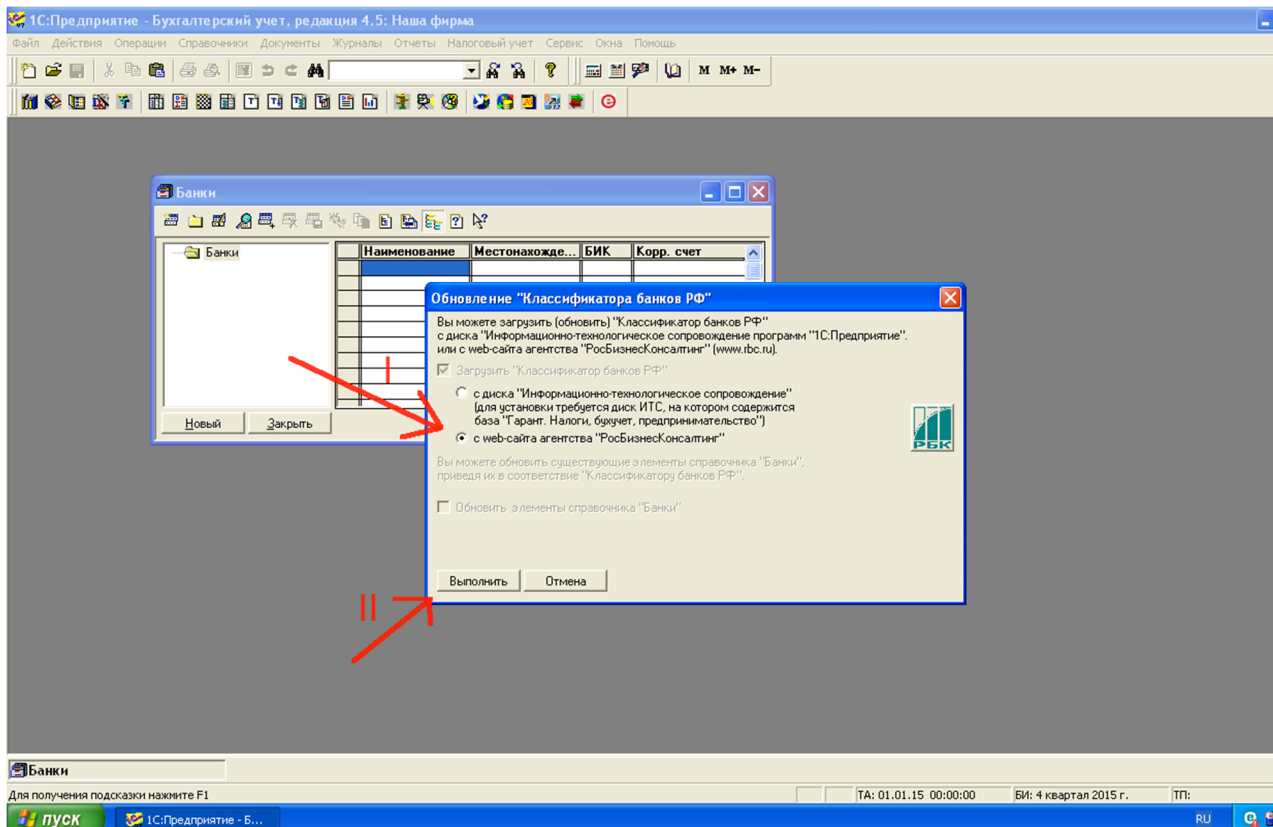 1С:Предприятие - Бухгалтерский учет, редакция 4.5: Наша фирма
Файл Действия Операции Справочники Документы Журналы Отчеты Налоговый учет Сервис Окна Помощь
M M+ M-
Банки
Банки
Наименование Местонахожде... БИК Корр. счет
Новый Закрыть
Обновление "Классификатора банков РФ"
Вы можете загрузить (обновить) "Классификатор банков РФ"
с диска "Информационно-технологическое сопровождение программ "1С:Предприятие".
или с web-сайта агентства "РосБизнесКонсалтинг" (www.rbc.ru).
Загрузить "Классификатор банков РФ"
с диска "Информационно-технологическое сопровождение"
(для установки требуется диск ИТС, на котором содержится
база "Гарант. Налоги, бухучет, предпринимательство")
с web-сайта агентства "РосБизнесКонсалтинг"
РБК
Вы можете обновить существующие элементы справочника "Банки",
приведя их в соответствие "Классификатору банков РФ".
Обновить элементы справочника "Банки"
Выполнить Отмена
I
II
Банки
Для получения подсказки нажмите F1 ТА: 01.01.15 00:00:00 БИ: 4 квартал 2015 г. ТП:
пуск 1С:Предприятие - Б... RU